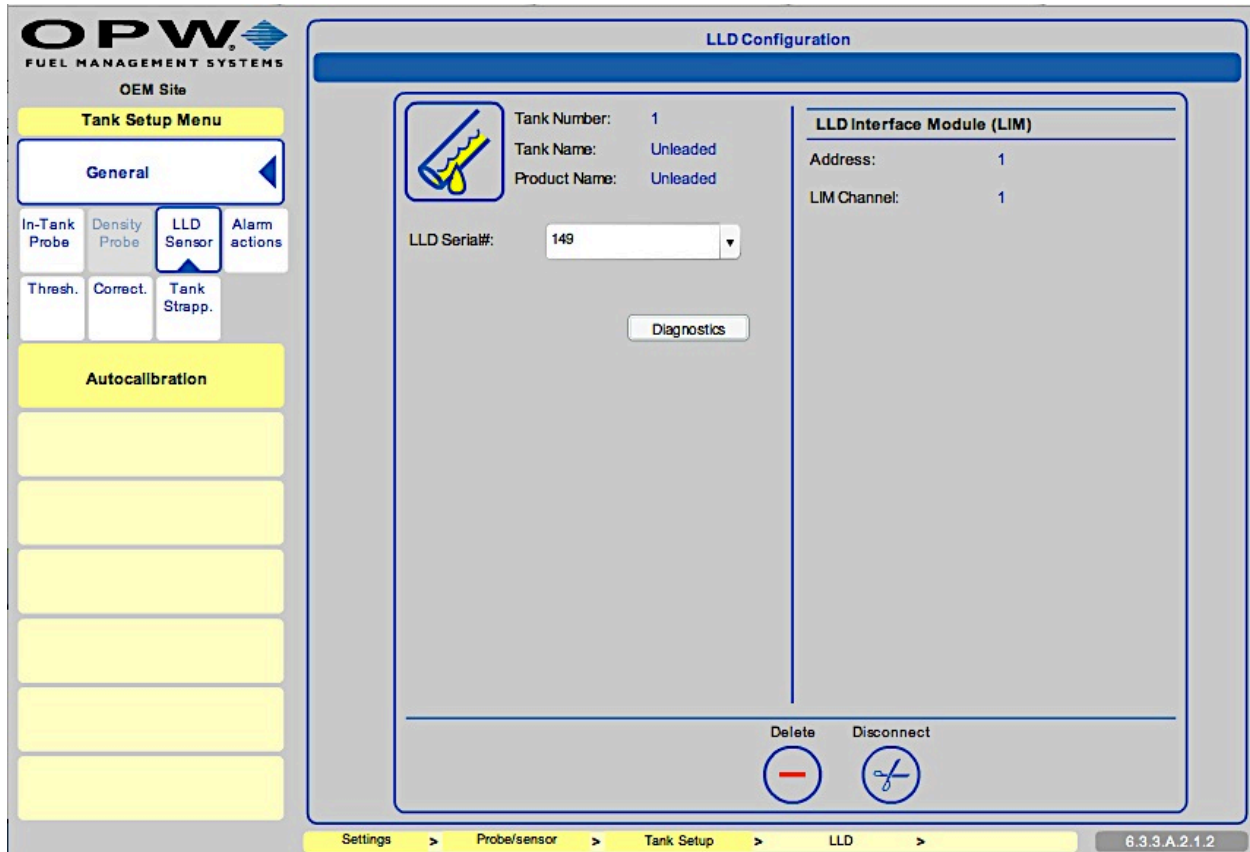 OPW
FUEL MANAGEMENT SYSTEMS
OEM Site
Tank Setup Menu
General
In-Tank Probe
Density Probe
LLD Sensor
Alarm actions
Thresh.
Correct.
Tank Strapp.
Autocalibration
LLD Configuration
Tank Number: 1
Tank Name: Unleaded
Product Name: Unleaded
LLD Serial#: 149
Diagnostics
LLD Interface Module (LIM)
Address: 1
LIM Channel: 1
Delete Disconnect
Settings > Probe/sensor > Tank Setup > LLD >
6.3.3.A.2.1.2